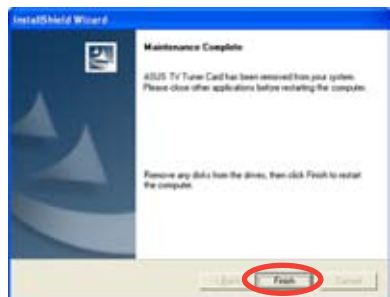 InstallShield Wizard
Maintenance Complete
ASUS TV Tuner Card has been removed from your system.
Please close other applications before restarting the computer.
Remove any disks from the drives, then click Finish to restart
the computer.
< Back
Finish
Cancel